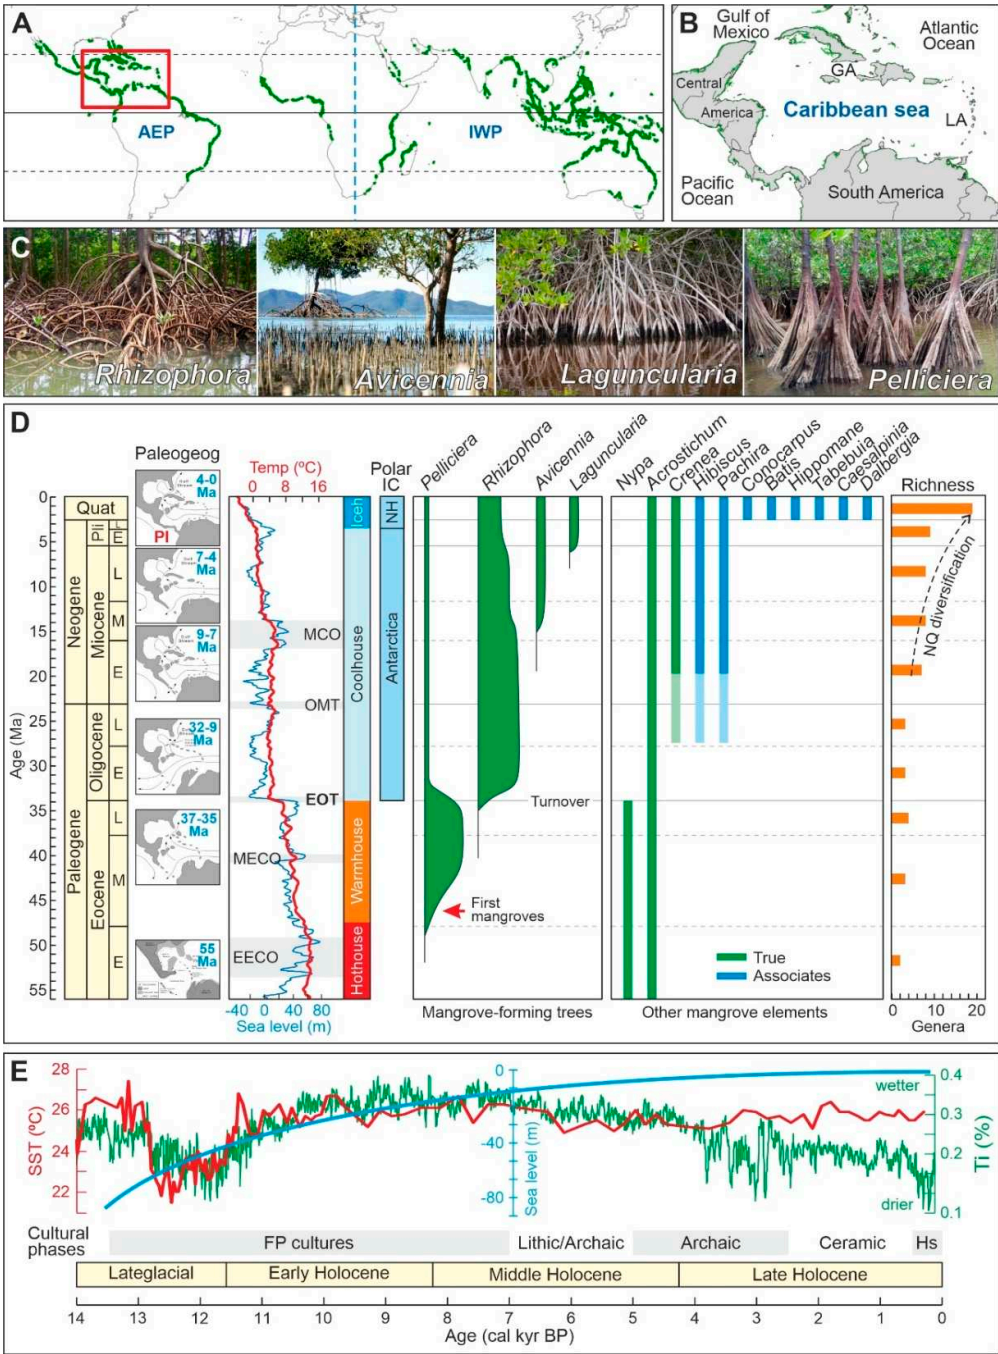 A
AEP
IWP
B
Gulf of
Mexico
Atlantic
Ocean
GA
Central
America
Caribbean sea
LA
Pacific
Ocean
South America
C
Rhizophora
Avicennia
Laguncularia
Pelliciera
D
Paleogeog
Temp (ºC)
0 8 16
Polar
IC
Pelliciera
Rhizophora
Avicennia
Laguncularia
Nypa
Acrostichum
Crenea
Hibiscus
Pachira
Conocarpus
Batis
Hippomane
Tabebuia
Caesalpinia
Dalbergia
Richness
Age (Ma)
0
5
10
15
20
25
30
35
40
45
50
55
Quat
Neogene
Paleogene
Pli
Miocene
Oligocene
Eocene
L
E
L
M
E
L
E
L
M
E
4-0
Ma
PI
7-4
Ma
9-7
Ma
32-9
Ma
37-35
Ma
55
Ma
MCO
OMT
EOT
MECO
EECO
Iceh
Coolhouse
Warmhouse
Hothouse
NH
Antarctica
Turnover
First
mangroves
True
Associates
NQ diversification
-40 0 40 80
Sea level (m)
Mangrove-forming trees
Other mangrove elements
0 10 20
Genera
E
SST (ºC)
28
26
24
22
0
-40
-80
Sea level (m)
wetter
drier
0.4
0.3
0.2
0.1
Ti (%)
Cultural
phases
FP cultures
Lithic/Archaic
Archaic
Ceramic
Hs
Lateglacial
Early Holocene
Middle Holocene
Late Holocene
14 13 12 11 10 9 8 7 6 5 4 3 2 1 0
Age (cal kyr BP)